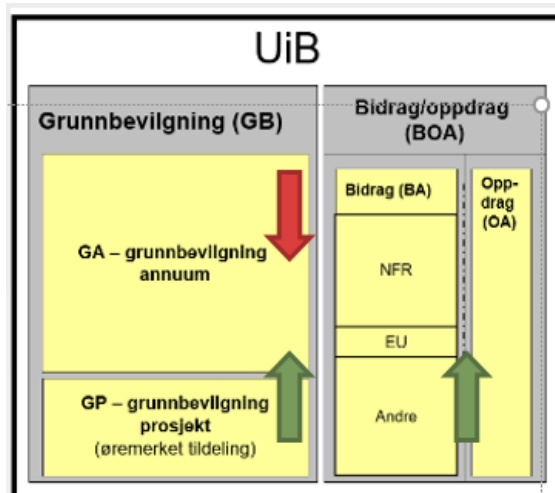 UiB
Grunnbevilgning (GB)
GA – grunnbevilgning
annuum
GP – grunnbevilgning
prosjekt
(øremerket tildeling)
Bidrag/oppdrag
(BOA)
Bidrag (BA)
NFR
EU
Andre
Opp-
drag
(OA)